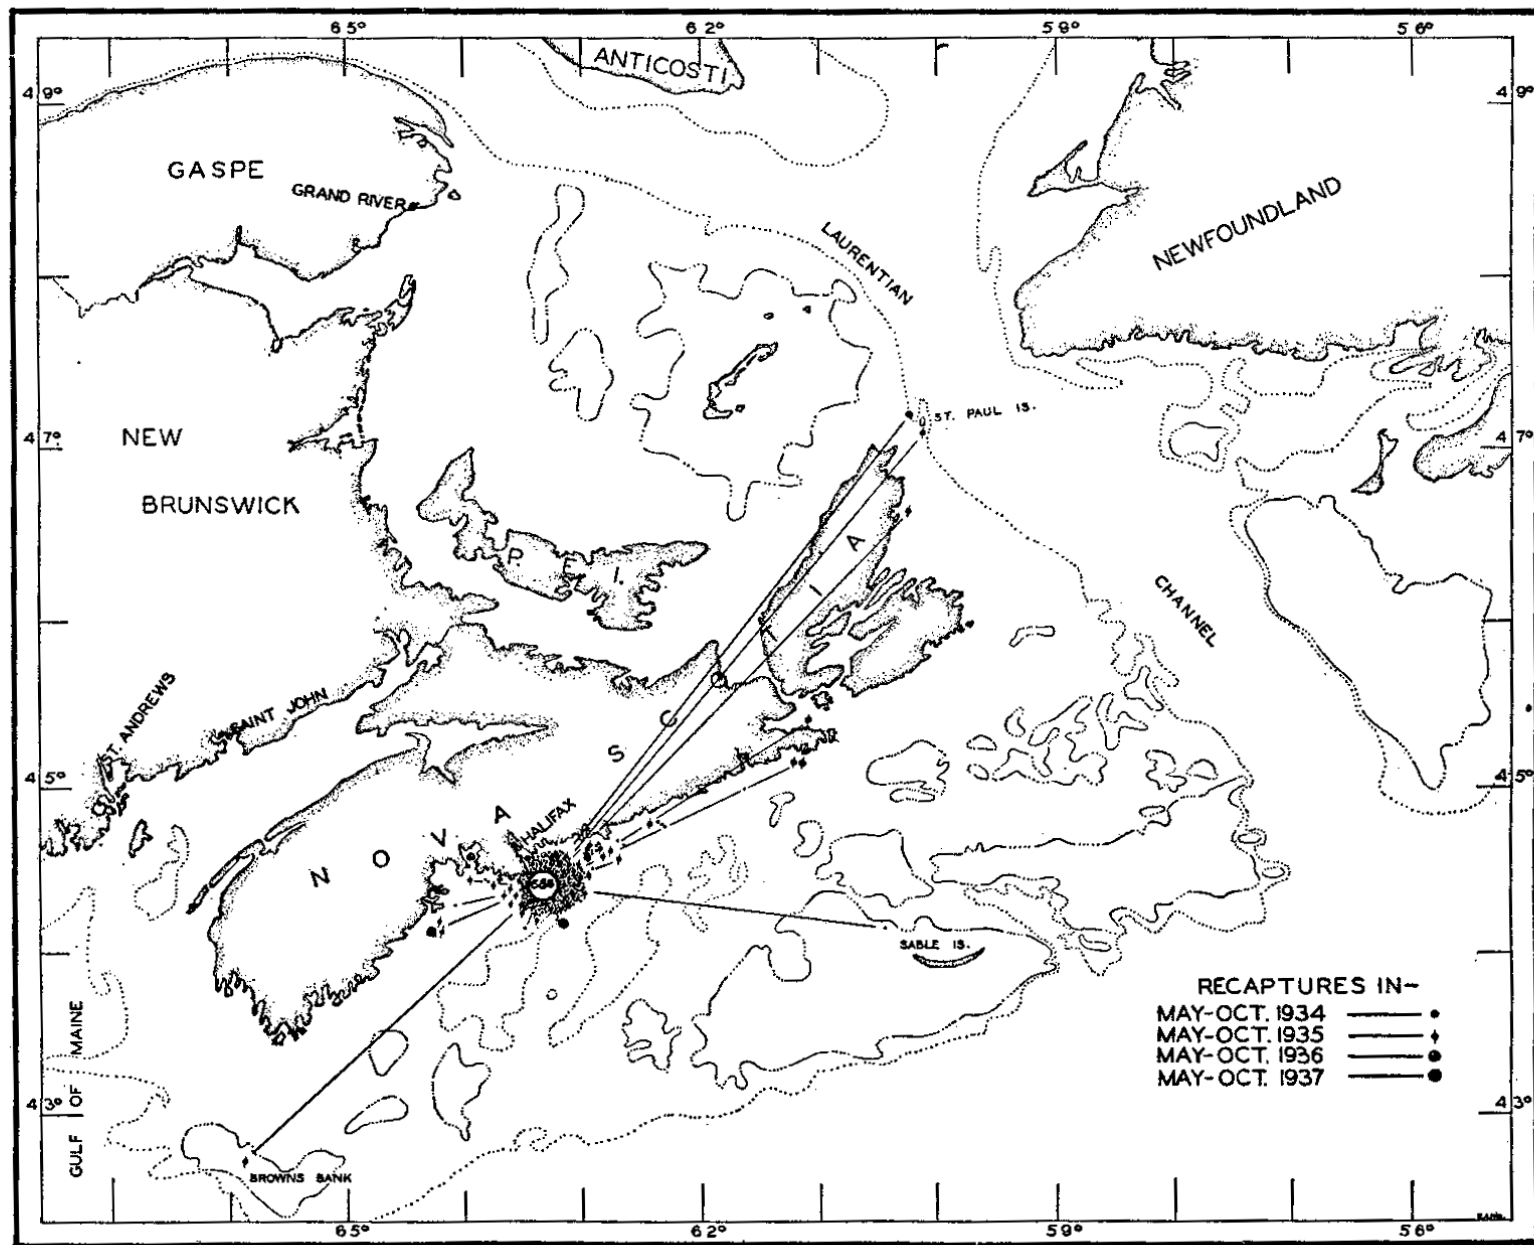 65° 62° 59° 56°
ANTICOSTI
49° 49°
GASPE
GRAND RIVER
LAURENTIAN
NEWFOUNDLAND
ST. PAUL IS.
47° 47°
NEW
BRUNSWICK
P. E. I.
CHANNEL
ST. ANDREWS
SAINT JOHN
45° 45°
HALIFAX
N O V A S C O T I A
SABLE IS.
RECAPTURES IN-
MAY-OCT. 1934
MAY-OCT. 1935
MAY-OCT. 1936
MAY-OCT. 1937
43° 43°
GULF OF MAINE
BROWNS BANK
65° 62° 59° 56°